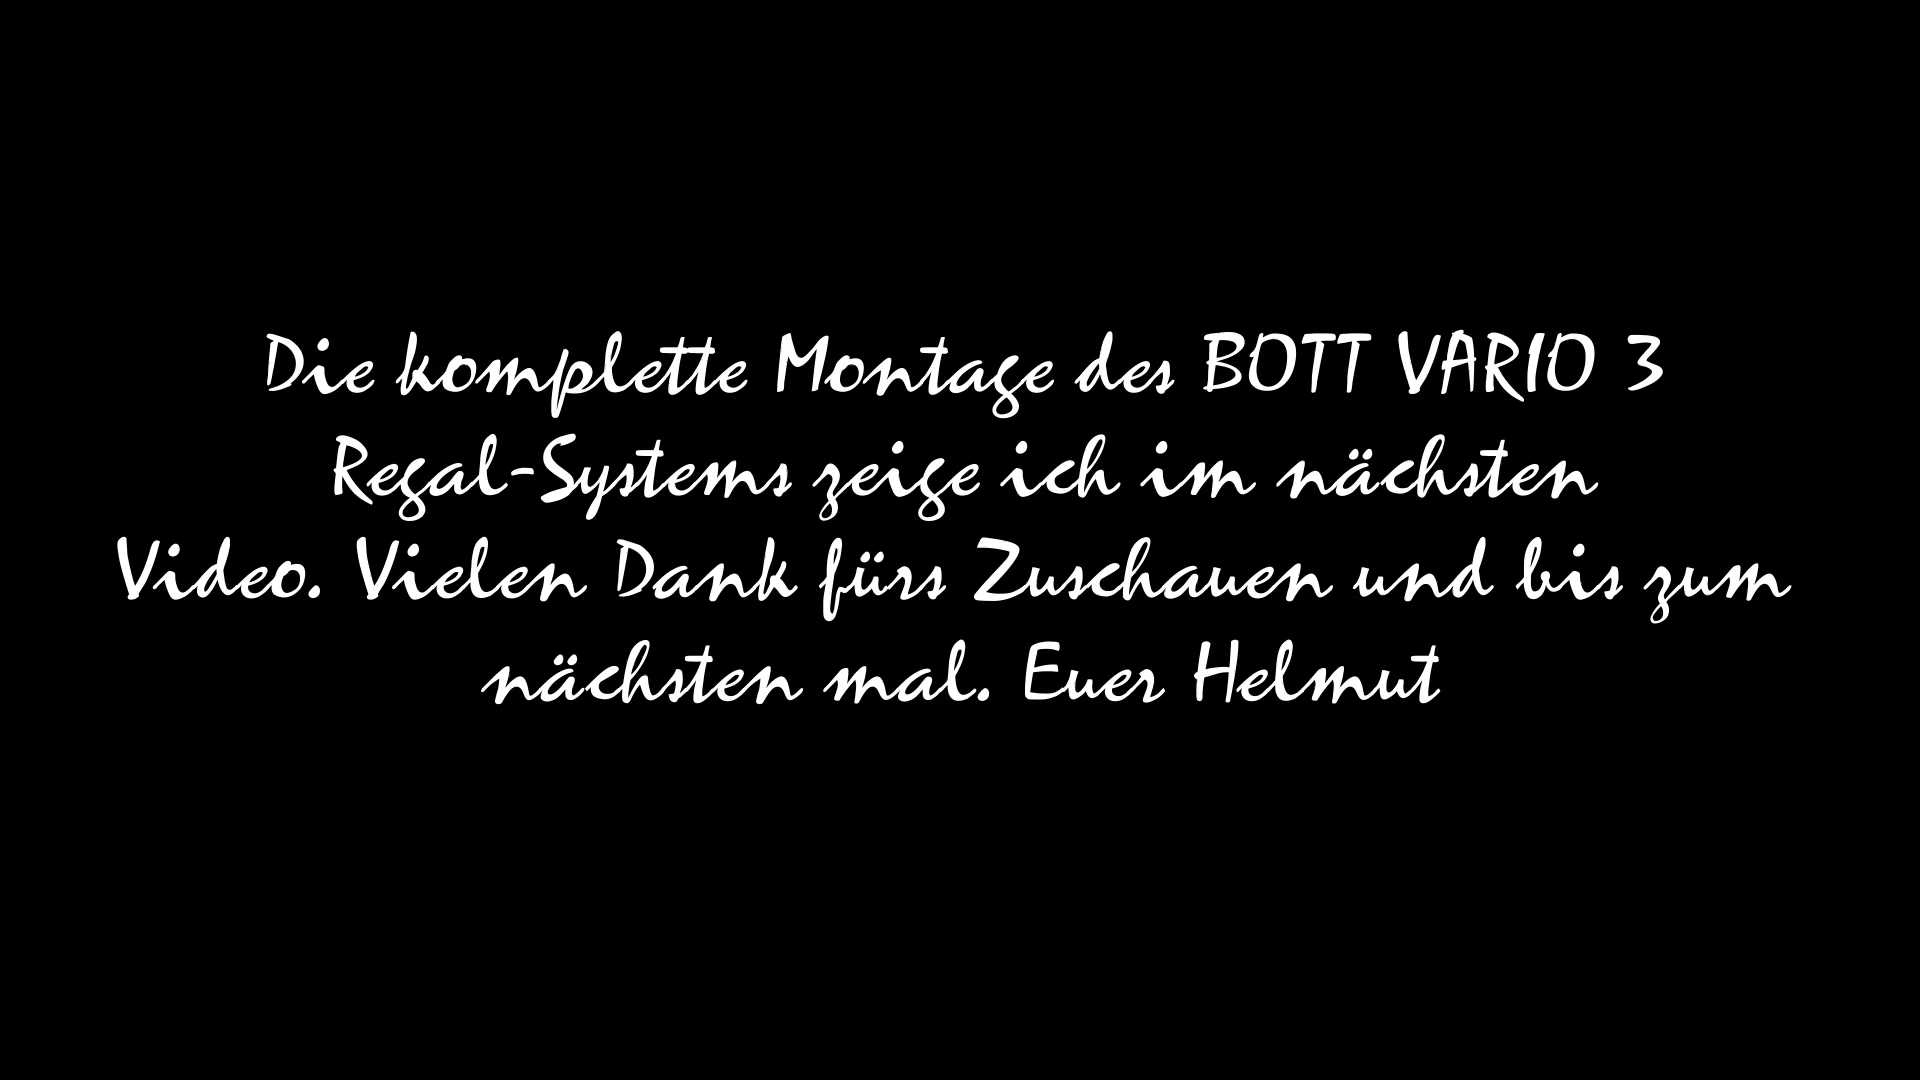 Die komplette Montage des BOTT VARIO 3
Regal-Systems zeige ich im nächsten
Video. Vielen Dank fürs Zuschauen und bis zum
nächsten mal. Euer Helmut